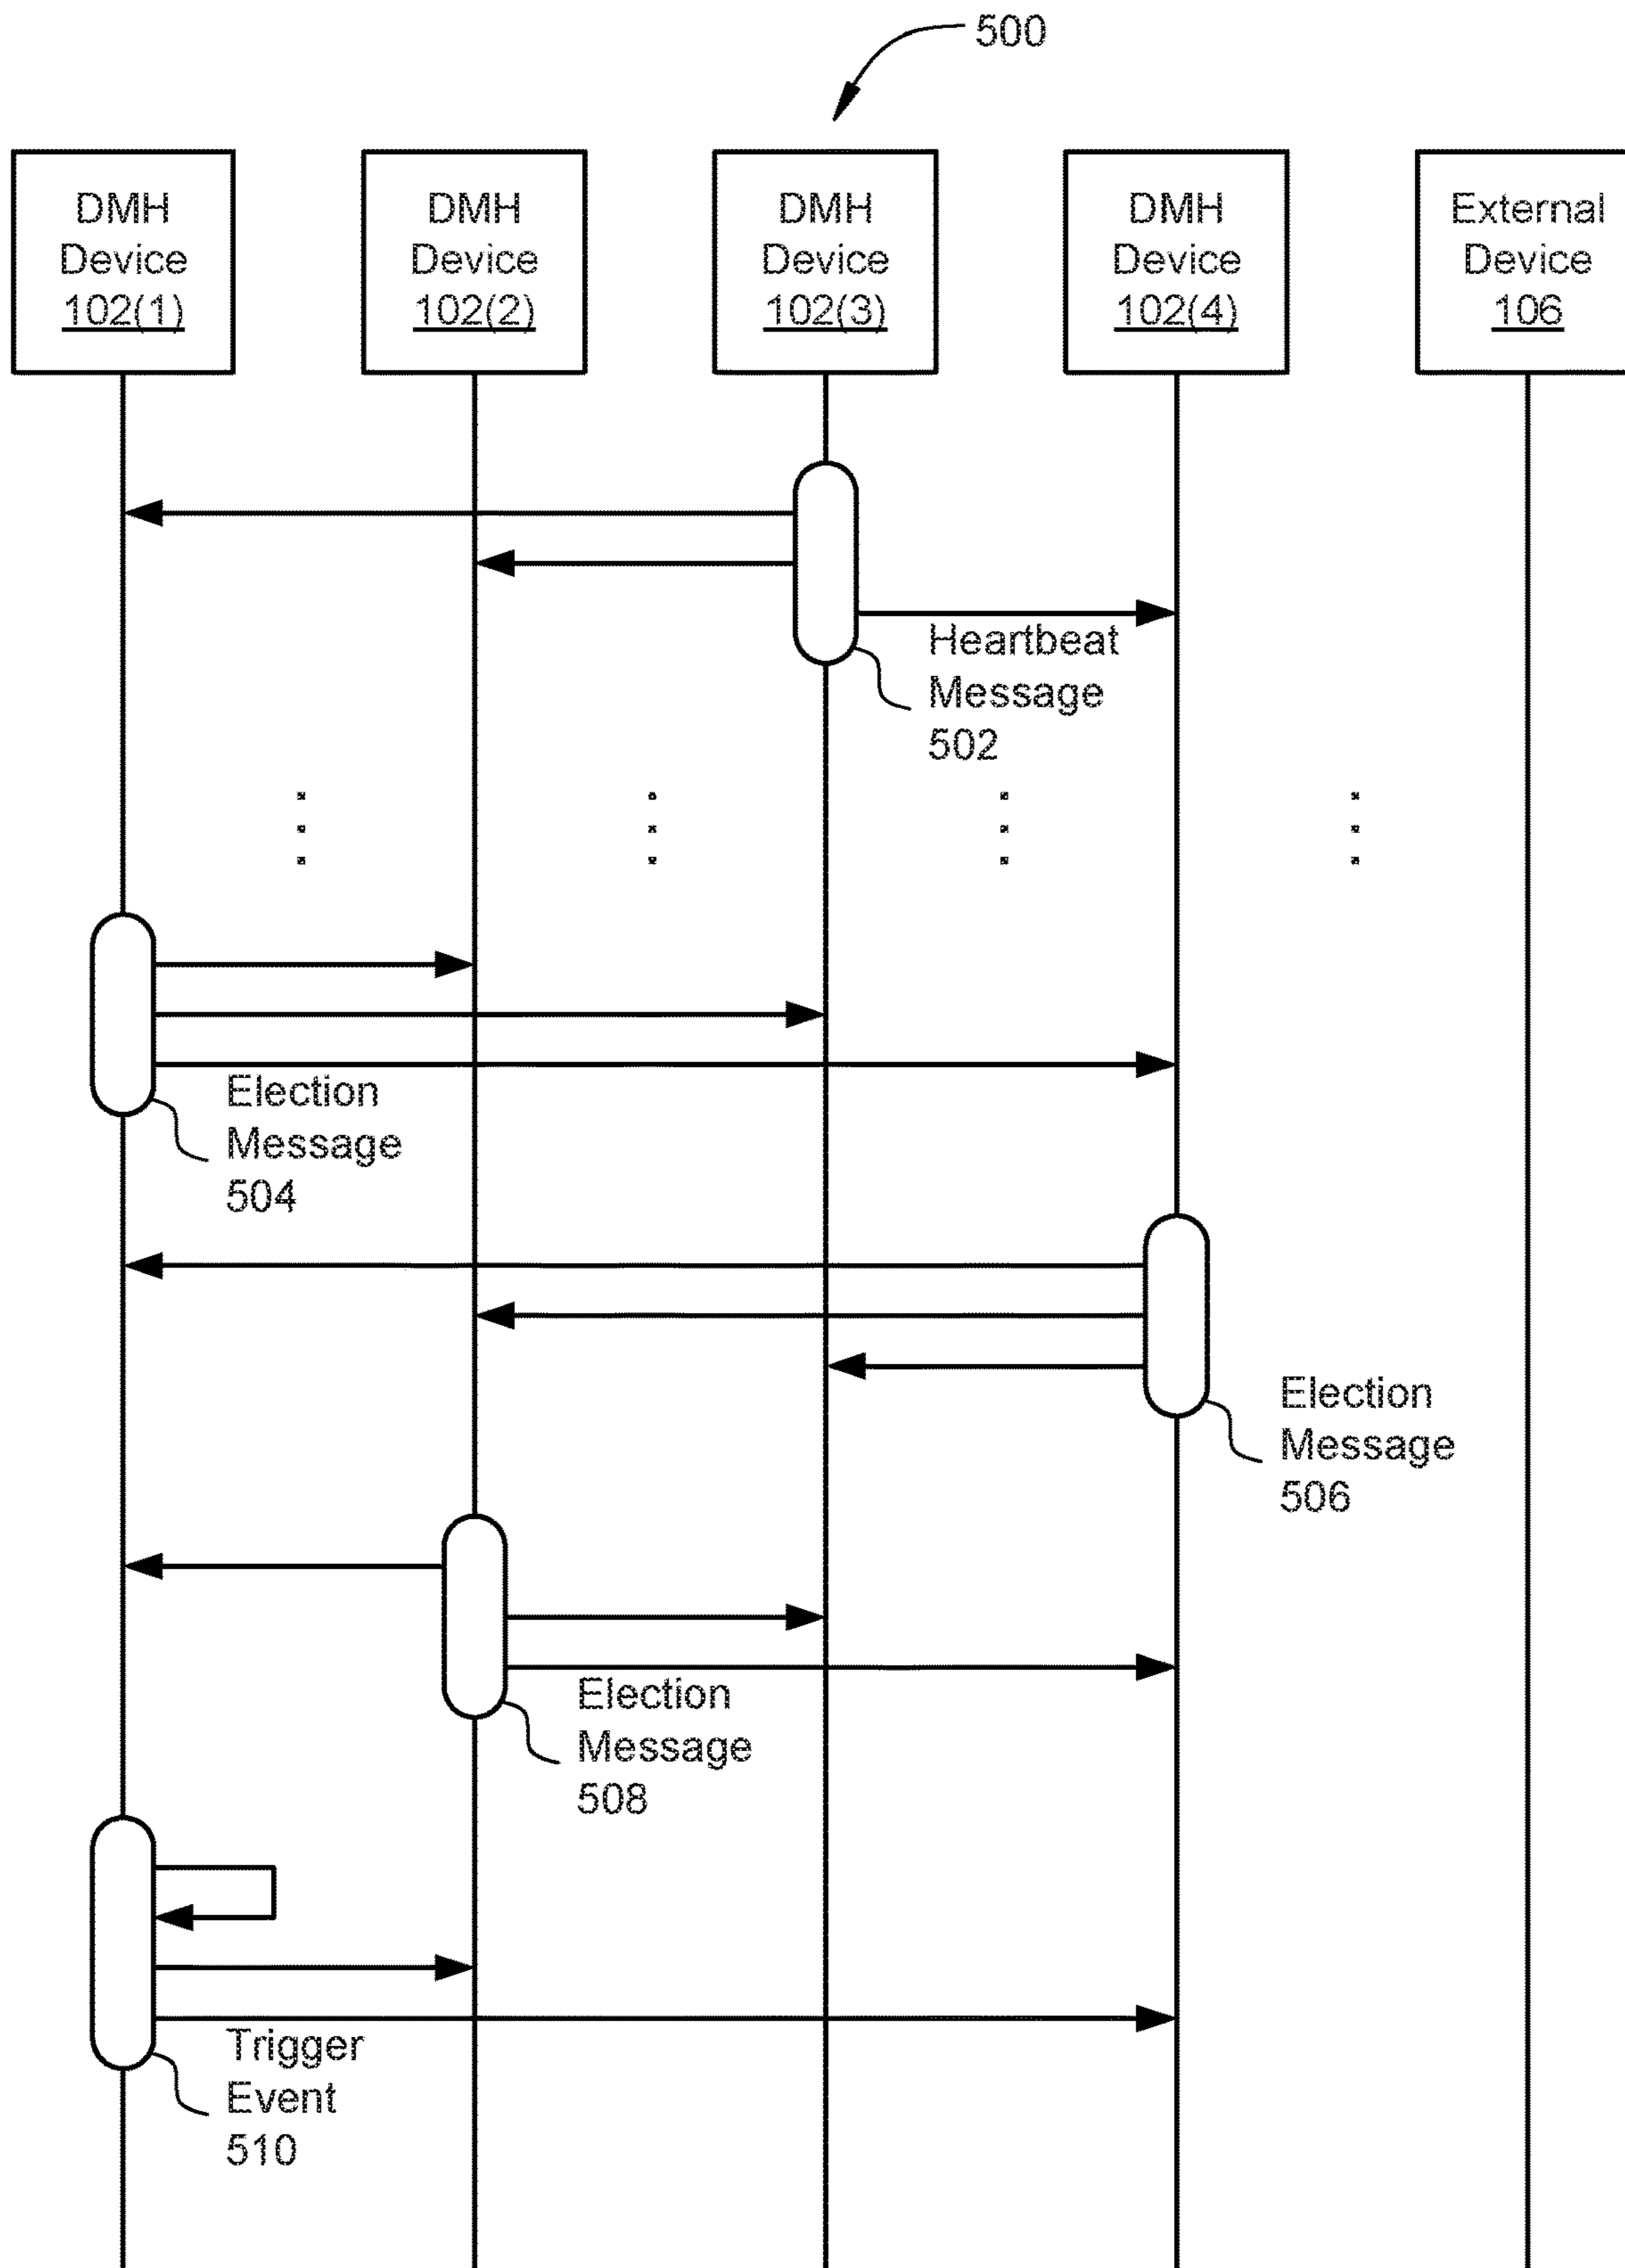 500
DMH
Device
102(1)
DMH
Device
102(2)
DMH
Device
102(3)
DMH
Device
102(4)
External
Device
106
Heartbeat
Message
502
Election
Message
504
Election
Message
506
Election
Message
508
Trigger
Event
510